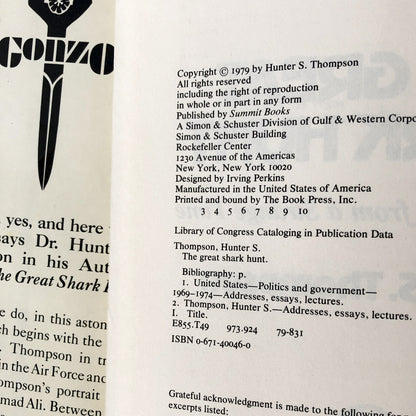 GONZO
yes, and here
says Dr. Hunt
on in his Aut
he Great Shark
e do, in this aston
ch begins with the
. Thompson in tr
in the Air Force and
ompson's portrait
mad Ali. Between
Copyright © 1979 by Hunter S. Thompson
All rights reserved
including the right of reproduction
in whole or in part in any form
Published by Summit Books
A Simon & Schuster Division of Gulf & Western Corpo
Simon & Schuster Building
Rockefeller Center
1230 Avenue of the Americas
New York, New York 10020
Designed by Irving Perkins
Manufactured in the United States of America
Printed and bound by The Book Press, Inc.
3 4 5 6 7 8 9 10
Library of Congress Cataloging in Publication Data
Thompson, Hunter S.
The great shark hunt.
Bibliography: p.
1. United States—Politics and government—
1969-1974—Addresses, essays, lectures.
2. Thompson, Hunter S.—Addresses, essays, lectures.
I. Title.
E855.T49 973-924 79-831
ISBN 0-671-40046-0
Grateful acknowledgment is made to the following fo
excerpts listed: